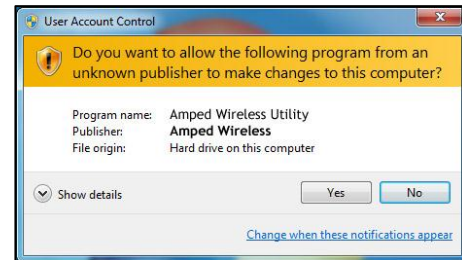 User Account Control
Do you want to allow the following program from an
unknown publisher to make changes to this computer?
Program name: Amped Wireless Utility
Publisher: Amped Wireless
File origin: Hard drive on this computer
Show details Yes No
Change when these notifications appear